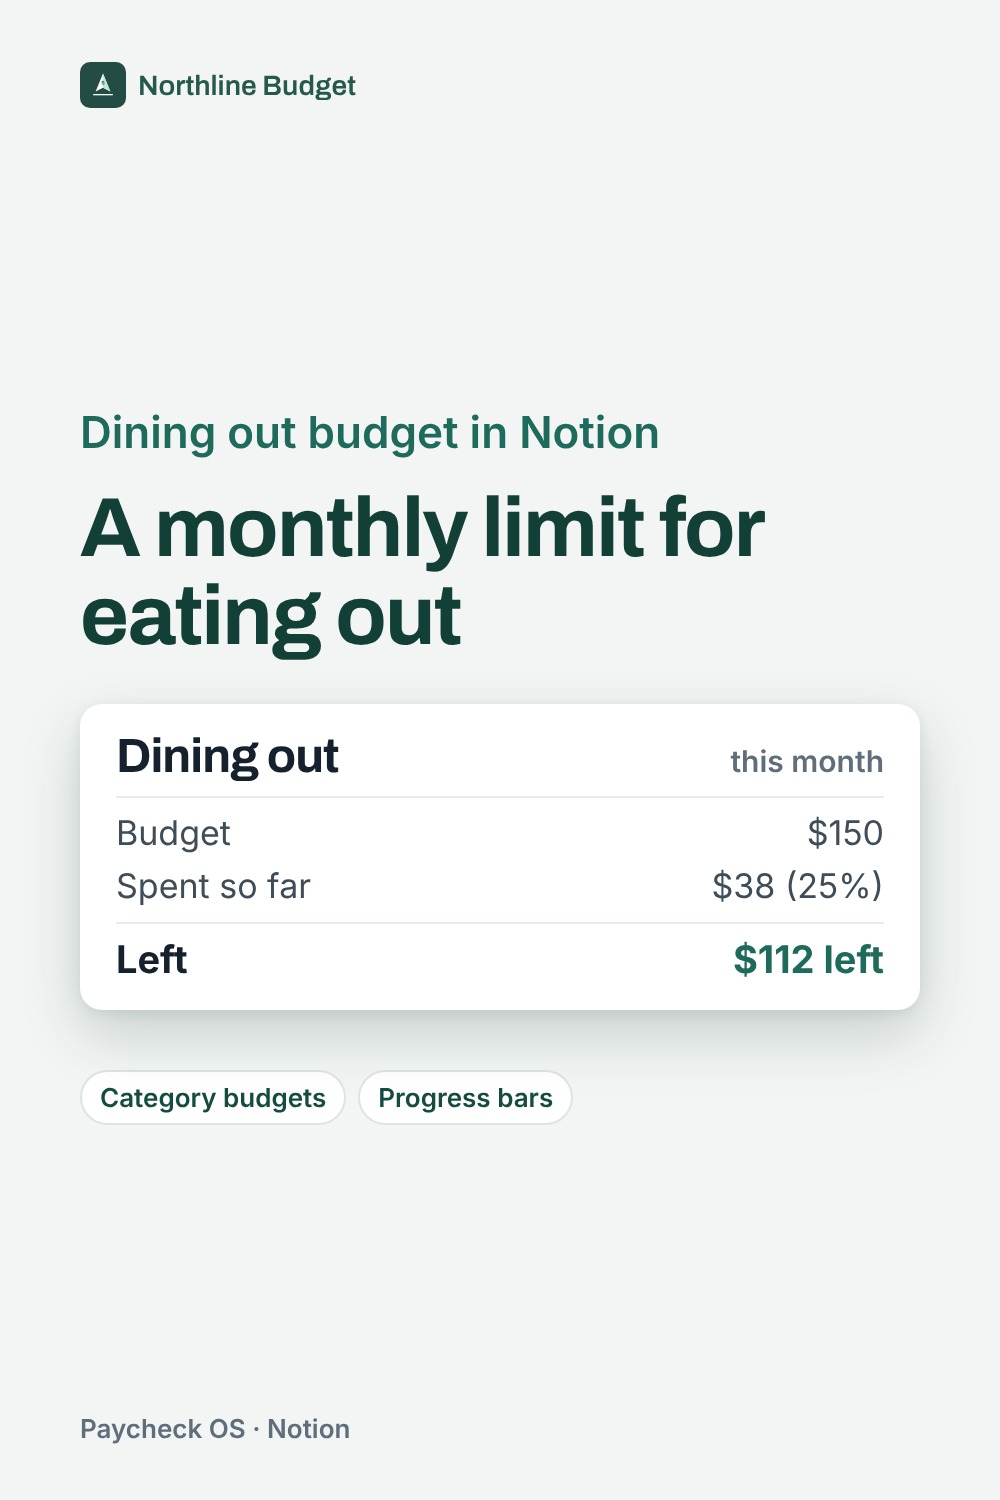 Northline Budget
Dining out budget in Notion
A monthly limit for
eating out
Dining out this month
Budget $150
Spent so far $38 (25%)
Left $112 left
Category budgets Progress bars
Paycheck OS · Notion